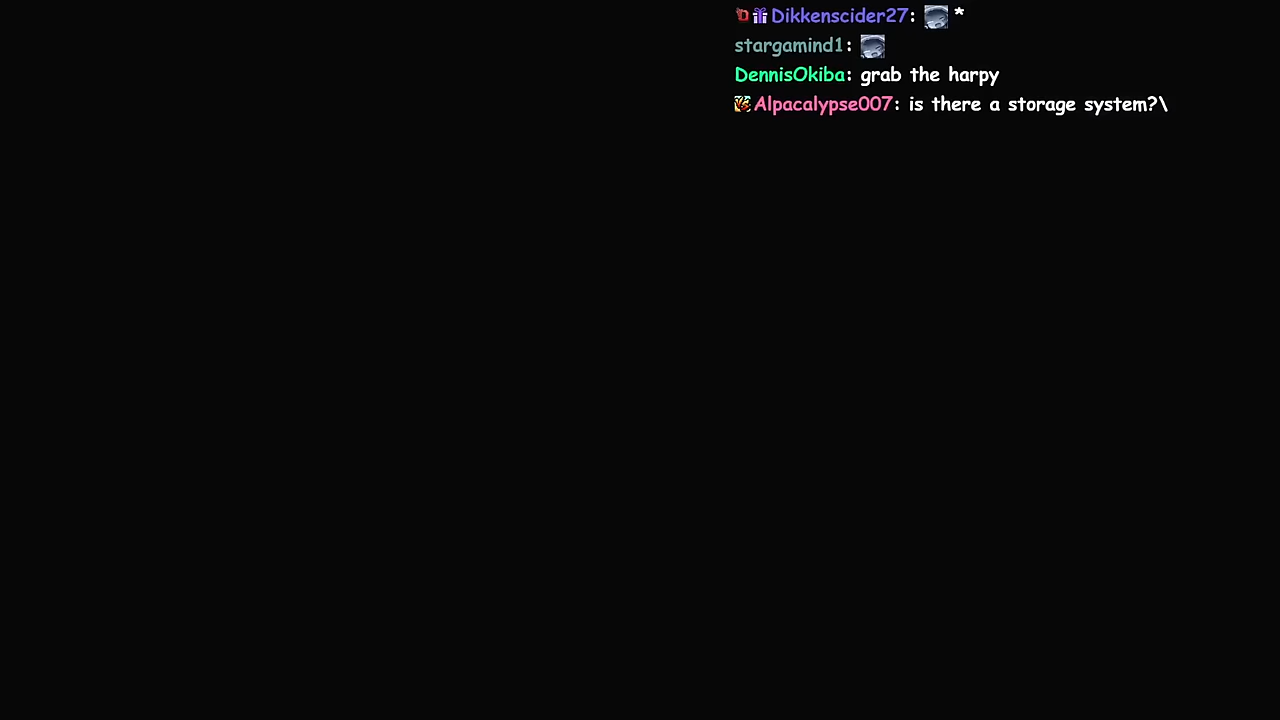 Dikkenscider27: *
stargamind1:
DennisOkiba: grab the harpy
Alpacalypse007: is there a storage system?\